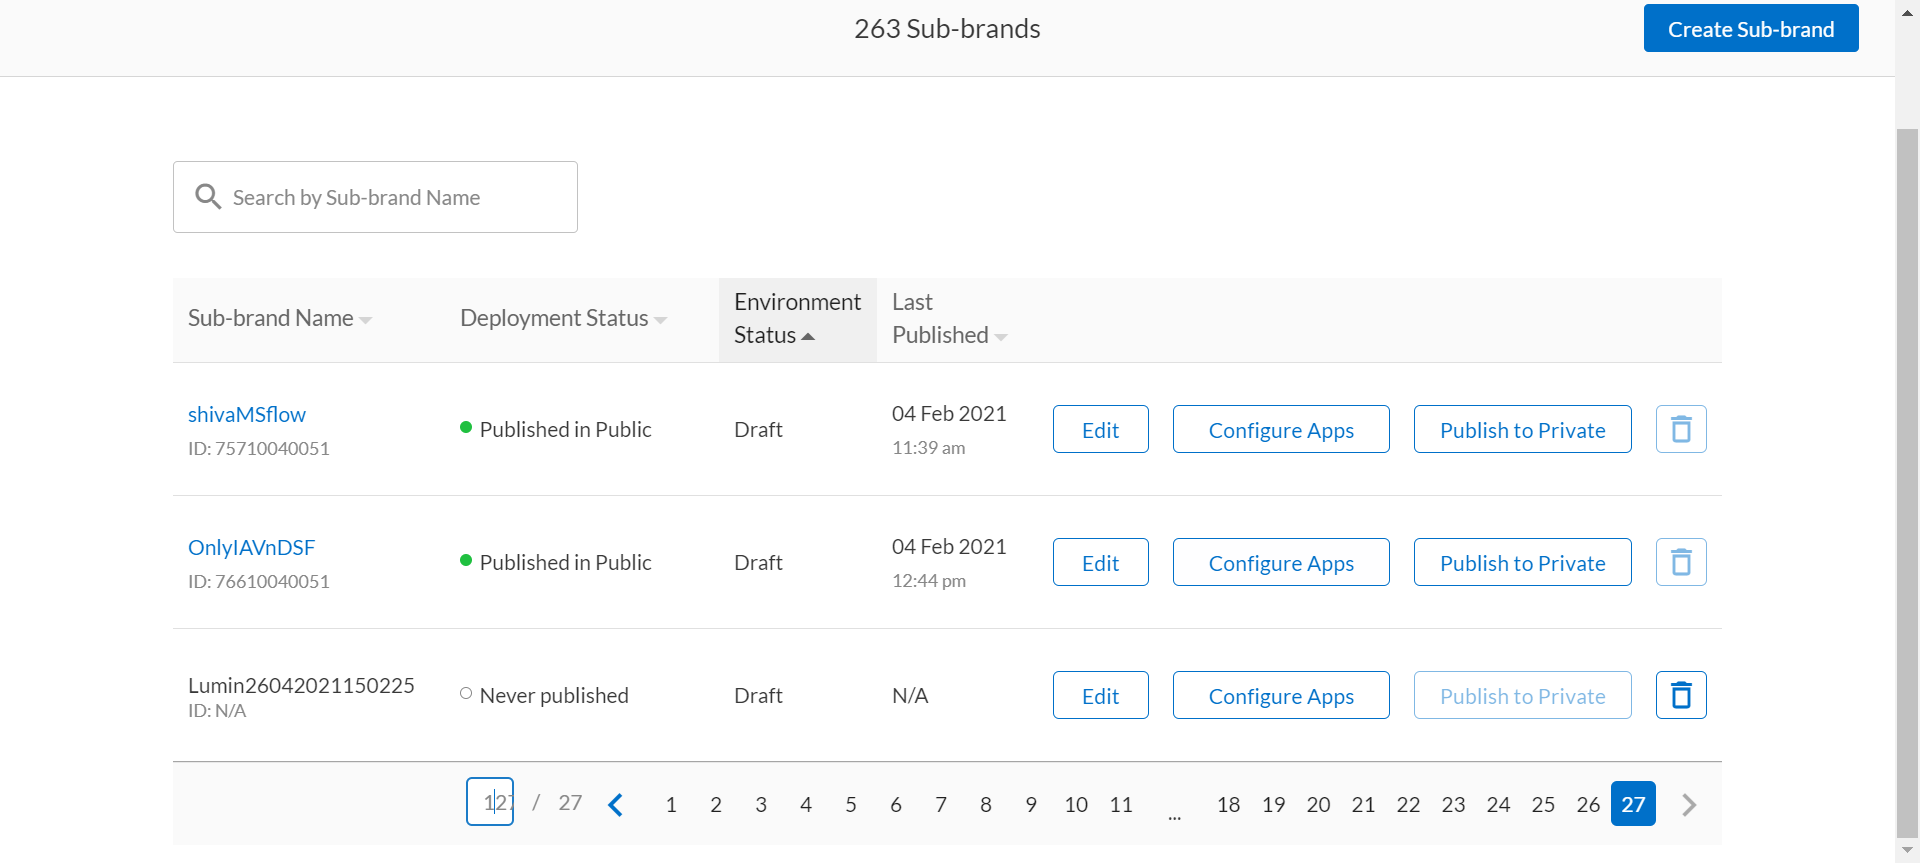 263 Sub-brands
Create Sub-brand
Search by Sub-brand Name
Sub-brand Name
Deployment Status
Environment
Status
Last
Published
shivaMSflow
ID: 75710040051
Published in Public
Draft
04 Feb 2021
11:39 am
Edit
Configure Apps
Publish to Private
OnlyIAVnDSF
ID: 76610040051
Published in Public
Draft
04 Feb 2021
12:44 pm
Edit
Configure Apps
Publish to Private
Lumin26042021150225
ID: N/A
Never published
Draft
N/A
Edit
Configure Apps
Publish to Private
127 / 27 1 2 3 4 5 6 7 8 9 10 11 ... 18 19 20 21 22 23 24 25 26 27